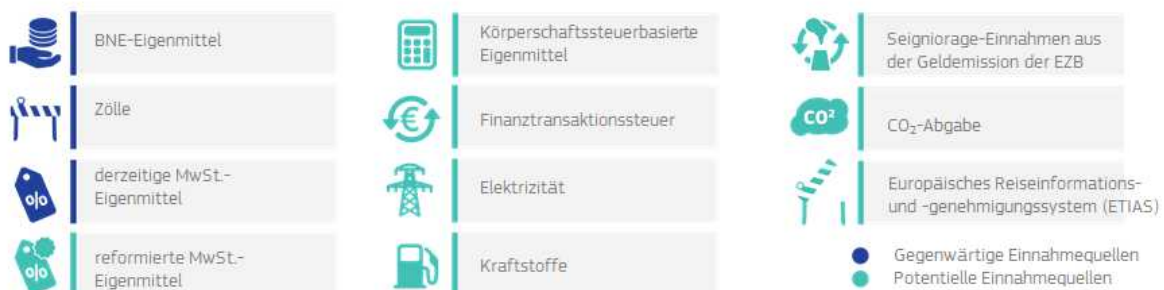 BNE-Eigenmittel
Zölle
derzeitige MwSt.-
Eigenmittel
%
reformierte MwSt.-
Eigenmittel
%
Körperschaftssteuerbasierte
Eigenmittel
€
Finanztransaktionssteuer
Elektrizität
Kraftstoffe
Seigniorage-Einnahmen aus
der Geldemission der EZB
CO²
CO₂-Abgabe
Europäisches Reiseinformations-
und -genehmigungssystem (ETIAS)
Gegenwärtige Einnahmequellen
Potentielle Einnahmequellen